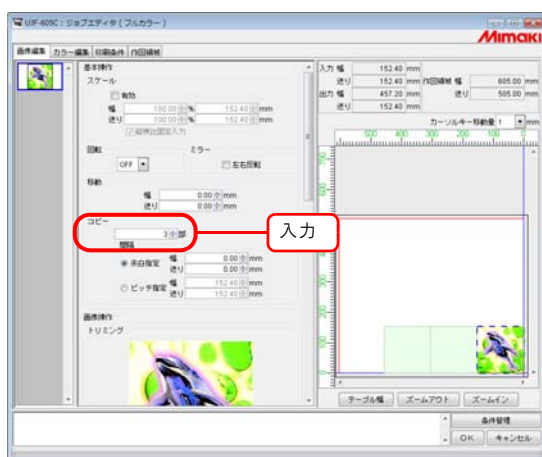 UJF-605C : ジョブエディタ ( フルカラー )
Mimaki
画像編集 カラー編集 印刷条件 作図領域
基本操作
スケール
有効
幅 100.00 % 152.40 mm
送り 100.00 % 152.40 mm
縦横比固定入力
回転 ミラー
OFF 左右反転
移動
幅 0.00 mm
送り 0.00 mm
コピー
3 部
間隔
余白指定 幅 0.00 mm
送り 0.00 mm
ピッチ指定 幅 152.40 mm
送り 152.40 mm
画像操作
トリミング
入力
入力 幅 152.40 mm
送り 152.40 mm 作図領域 幅 605.00 mm
出力 幅 457.20 mm 送り 505.00 mm
送り 152.40 mm
カーソルキー移動量 1 mm
500 400 300 200 100 0
テーブル幅 ズームアウト ズームイン
条件管理
OK キャンセル